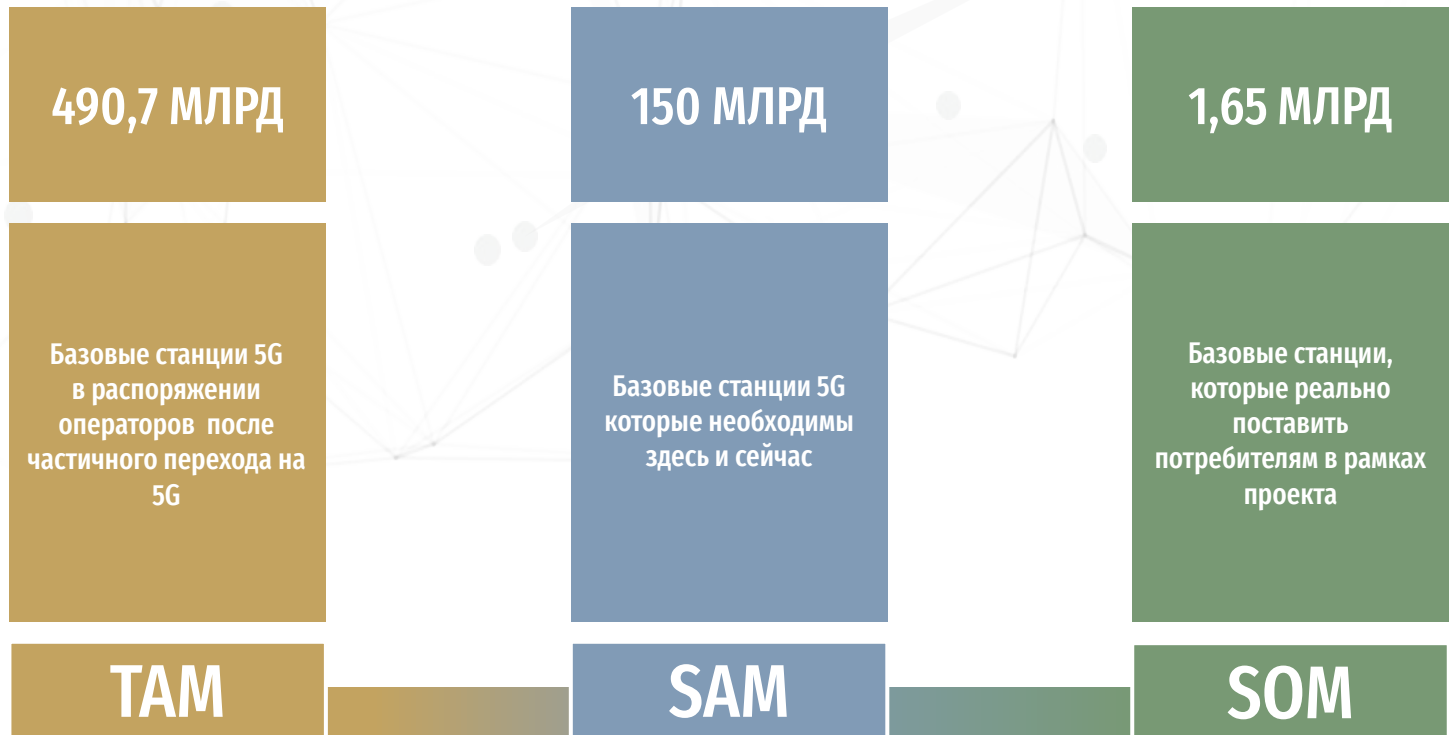 490,7 МЛРД
150 МЛРД
1,65 МЛРД
Базовые станции 5G
в распоряжении
операторов после
частичного перехода на
5G
Базовые станции 5G
которые необходимы
здесь и сейчас
Базовые станции,
которые реально
поставить
потребителям в рамках
проекта
TAM
SAM
SOM